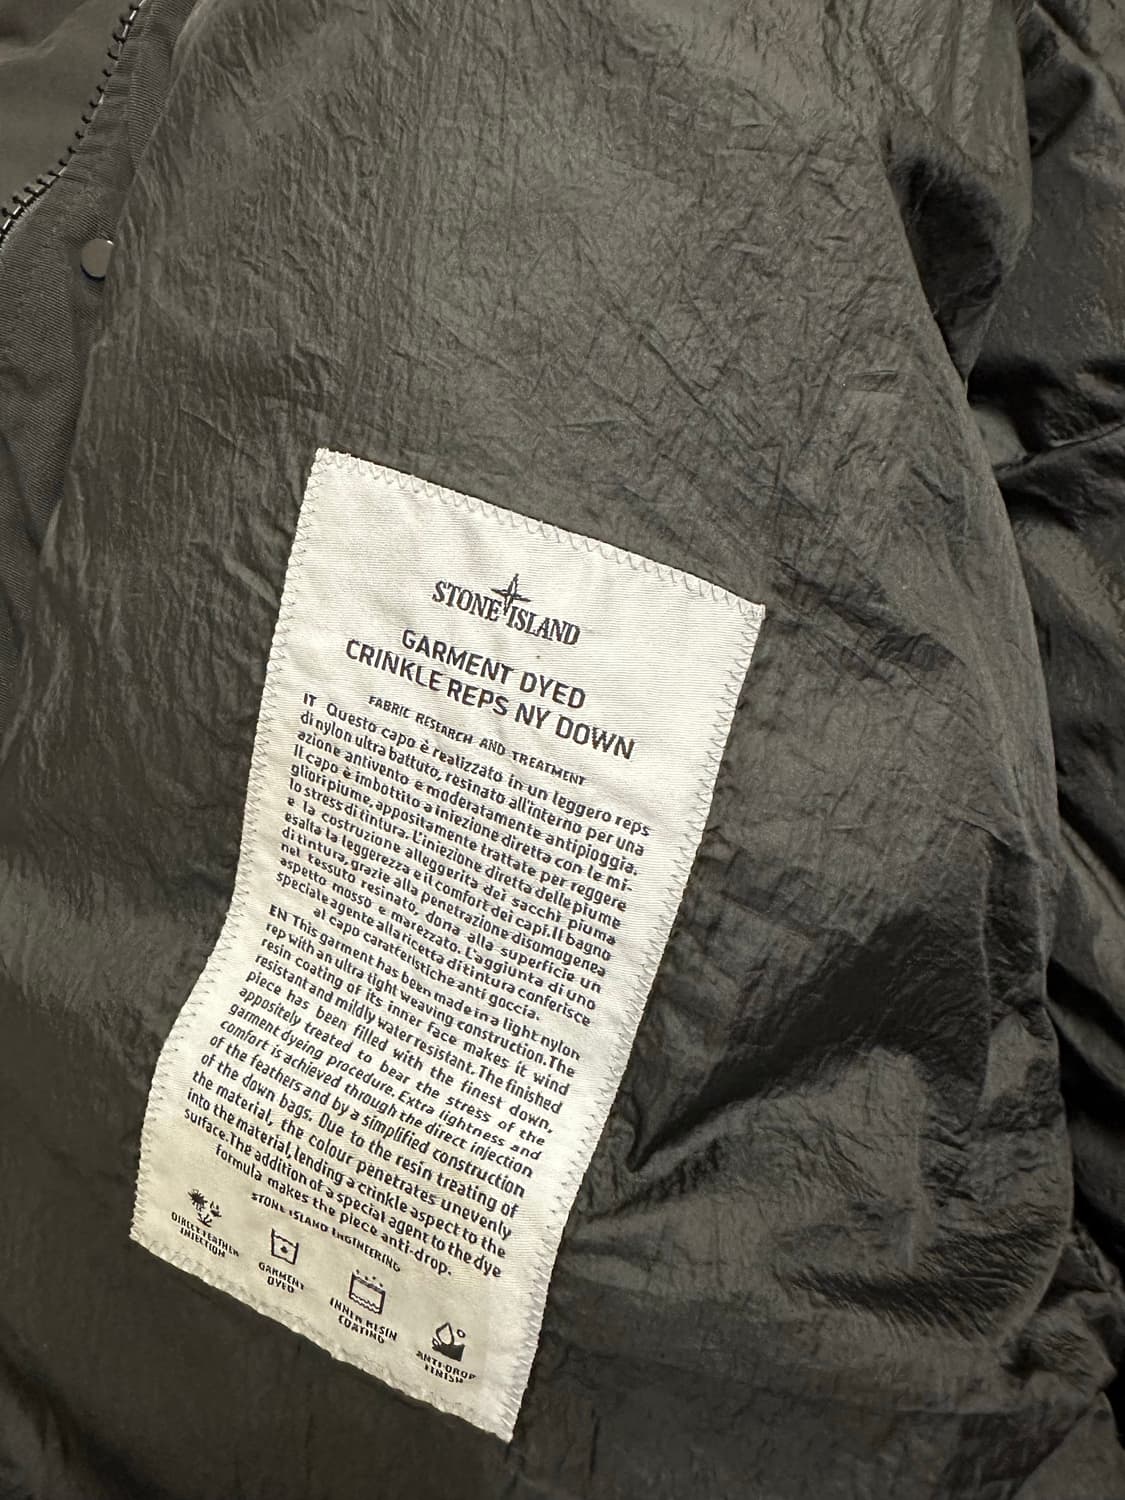 STONE ISLAND
GARMENT DYED
CRINKLE REPS NY DOWN
FABRIC RESEARCH AND TREATMENT
IT Questo capo è realizzato in un leggero reps
di nylon ultra battuto, resinato all'interno per una
azione antivento e moderatamente antipioggia.
Il capo è imbottito a iniezione diretta con le mi-
gliori piume, appositamente trattate per reggere
lo stress di tintura. L'iniezione diretta delle piume
e la costruzione alleggerita dei sacchi piuma
esalta la leggerezza e il comfort dei capi. Il bagno
di tintura, grazie alla penetrazione disomogenea
nel tessuto resinato, dona alla superficie un
aspetto mosso e marezzato. L'aggiunta di uno
speciale agente alla ricetta di tintura conferisce
al capo caratteristiche anti goccia.
EN This garment has been made in a light nylon
rep with an ultra tight weaving construction. The
resin coating of its inner face makes it wind
resistant and mildly water resistant. The finished
piece has been filled with the finest down,
appositely treated to bear the stress of the
garment dyeing procedure. Extra lightness and
comfort is achieved through the direct injection
of the feathers and by a simplified construction
of the down bags. Due to the resin treating of
the material, the colour penetrates unevenly
into the material, lending a crinkle aspect to the
surface. The addition of a special agent to the dye
formula makes the piece anti-drop.
STONE ISLAND ENGINEERING
DIRECT FEATHER
INJECTION
GARMENT
DYED
INNER RESIN
COATING
ANTI-DROP
FINISH